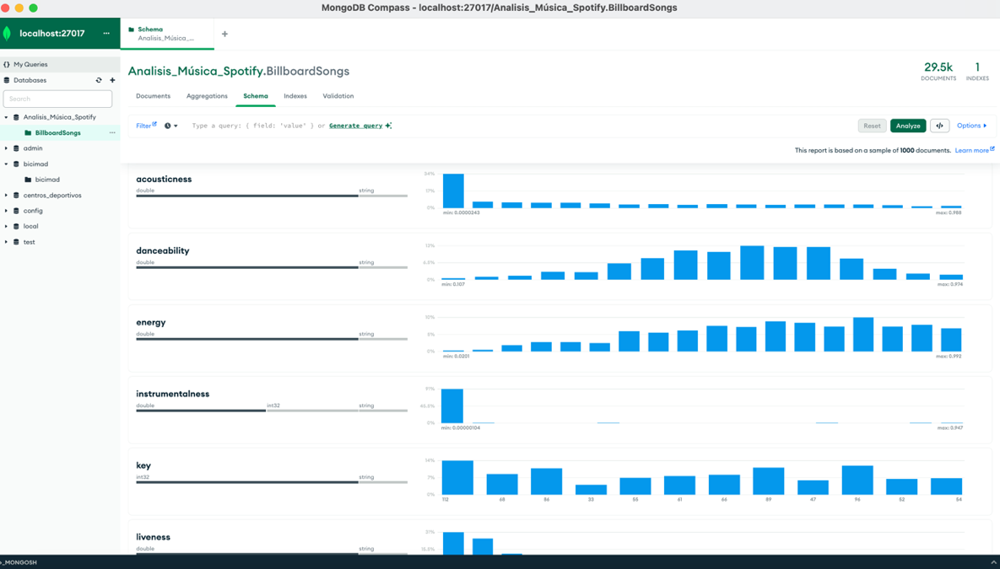 MongoDB Compass - localhost:27017/Analisis_Música_Spotify.BillboardSongs
localhost:27017 ...
Schema
Analisis_Música_...
+
{} My Queries
Databases
Search
Analisis_Música_Spotify
BillboardSongs ...
admin
bicimad
bicimad
centros_deportivos
config
local
test
Analisis_Música_Spotify.BillboardSongs
29.5k
DOCUMENTS
1
INDEXES
Documents Aggregations Schema Indexes Validation
Filter Type a query: { field: 'value' } or Generate query Reset Analyze </> Options
This report is based on a sample of 1000 documents. Learn more
acousticness
double string
34%
17%
0%
min: 0.0000243 max: 0.988
danceability
double string
13%
6.5%
0%
min: 0.107 max: 0.974
energy
double string
10%
5%
0%
min: 0.0201 max: 0.992
instrumentalness
double int32 string
91%
45.5%
0%
min: 0.00000104 max: 0.947
key
int32 string
14%
7%
0%
112 68 86 33 55 61 66 89 47 96 52 54
liveness
double string
31%
15.5%
>_MONGOSH